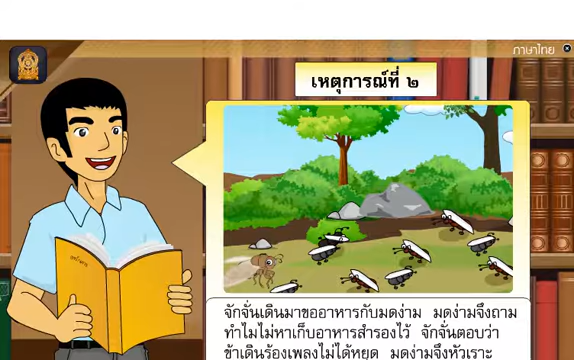 ภาษาไทย
เหตุการณ์ที่ ๒
จักจั่นเดินมาขออาหารกับมดง่าม มดง่ามจึงถาม
ทำไมไม่หาเก็บอาหารสำรองไว้ จักจั่นตอบว่า
ข้าเดินร้องเพลงไม่ได้หยุด มดง่ามจึงหัวเราะ